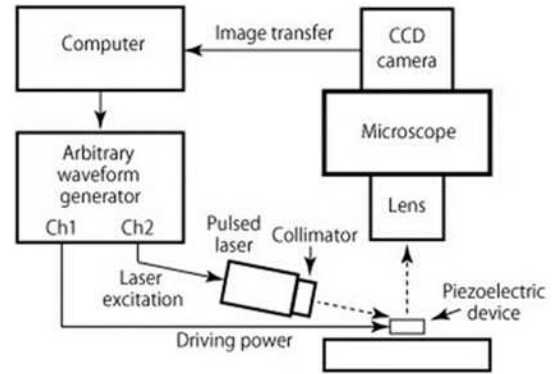 Computer
Image transfer
CCD
camera
Microscope
Arbitrary
waveform
generator
Ch1 Ch2
Lens
Pulsed
laser
Collimator
Laser
excitation
Piezoelectric
device
Driving power